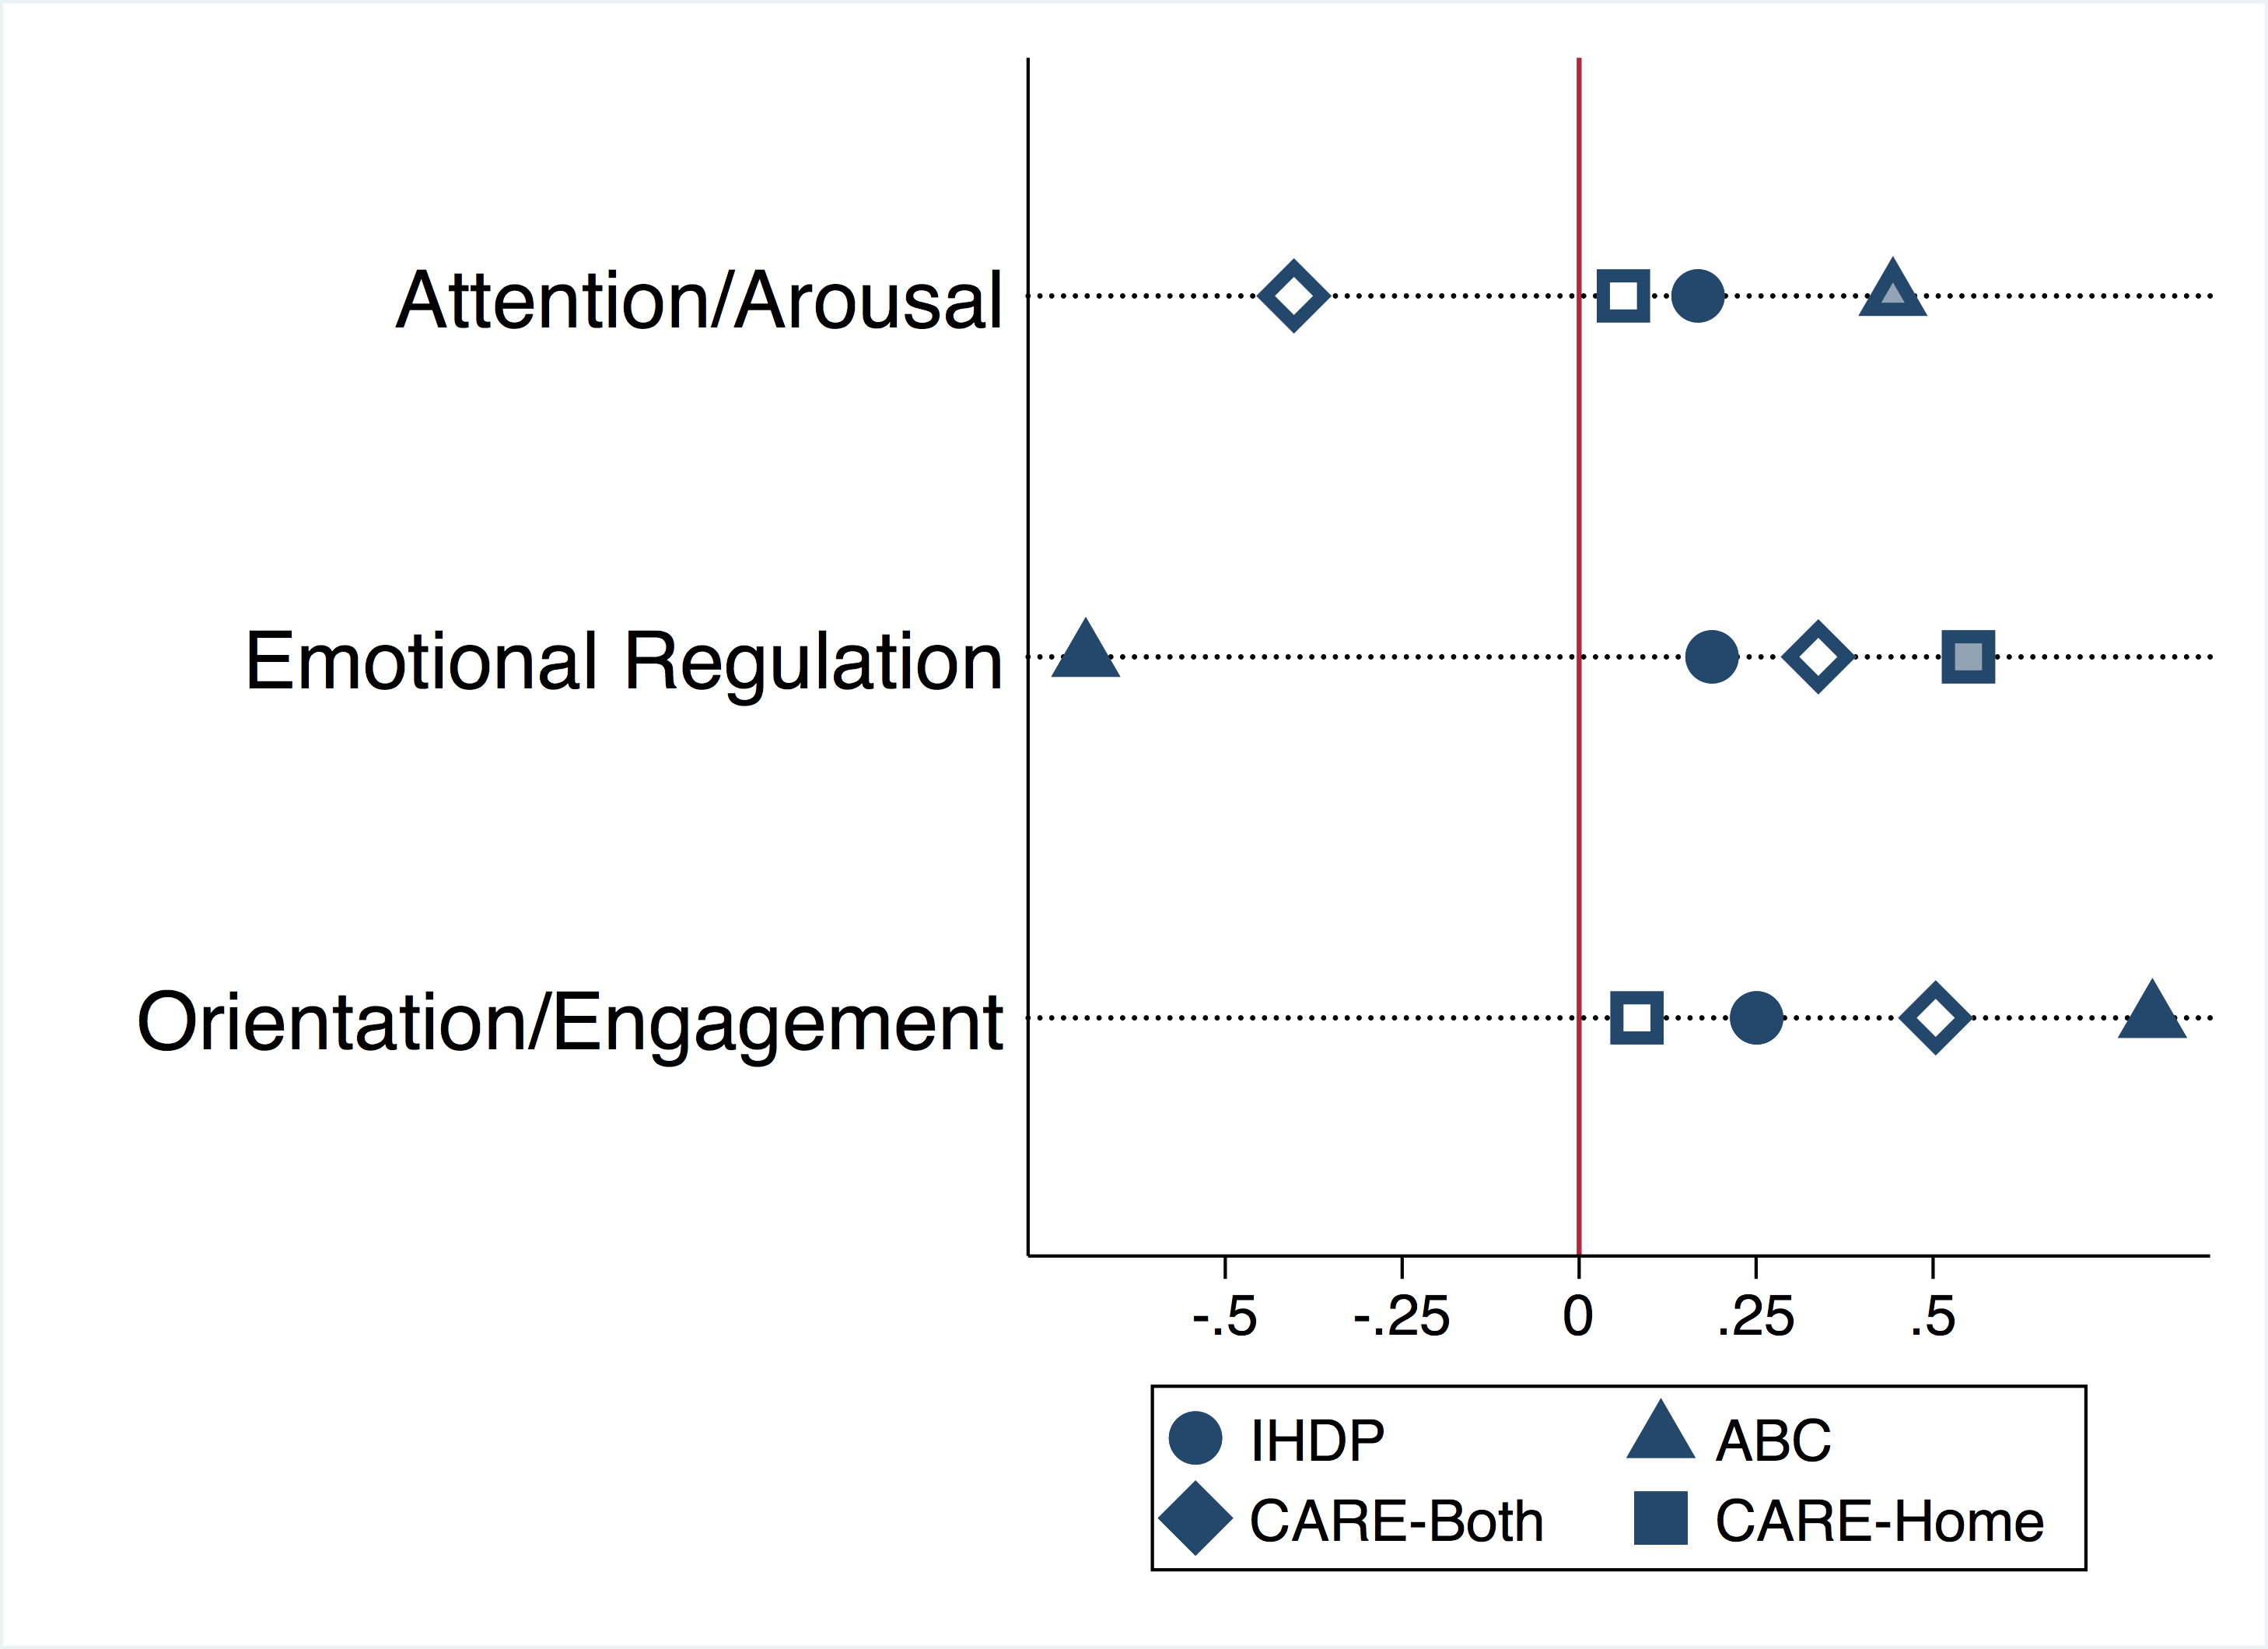 Attention/Arousal
Emotional Regulation
Orientation/Engagement
-.5 -.25 0 .25 .5
IHDP ABC
CARE-Both CARE-Home